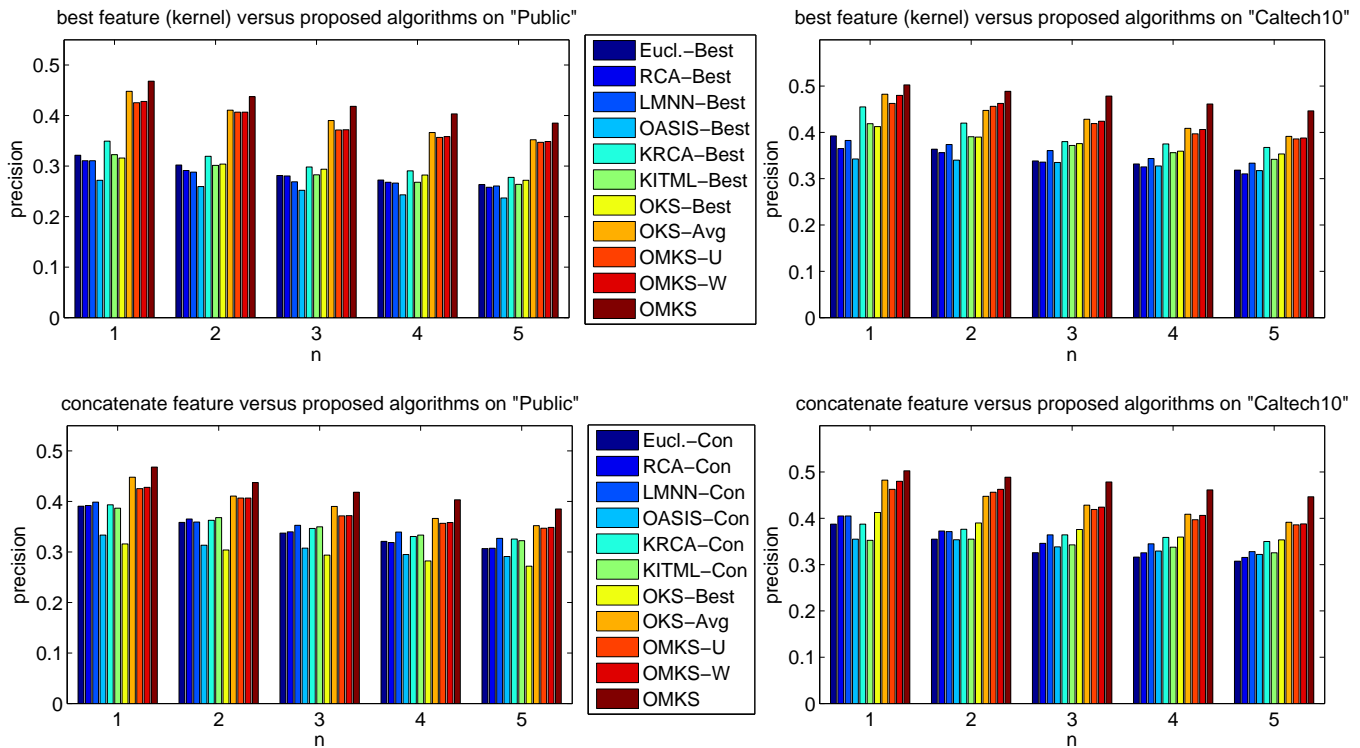 best feature (kernel) versus proposed algorithms on "Public"
0.5
0.4
0.3
0.2
0.1
0
precision
1 2 3 4 5
n
Eucl.−Best
RCA−Best
LMNN−Best
OASIS−Best
KRCA−Best
KITML−Best
OKS−Best
OKS−Avg
OMKS−U
OMKS−W
OMKS
best feature (kernel) versus proposed algorithms on "Caltech10"
0.5
0.4
0.3
0.2
0.1
0
precision
1 2 3 4 5
n
concatenate feature versus proposed algorithms on "Public"
0.5
0.4
0.3
0.2
0.1
0
precision
1 2 3 4 5
n
Eucl.−Con
RCA−Con
LMNN−Con
OASIS−Con
KRCA−Con
KITML−Con
OKS−Best
OKS−Avg
OMKS−U
OMKS−W
OMKS
concatenate feature versus proposed algorithms on "Caltech10"
0.5
0.4
0.3
0.2
0.1
0
precision
1 2 3 4 5
n